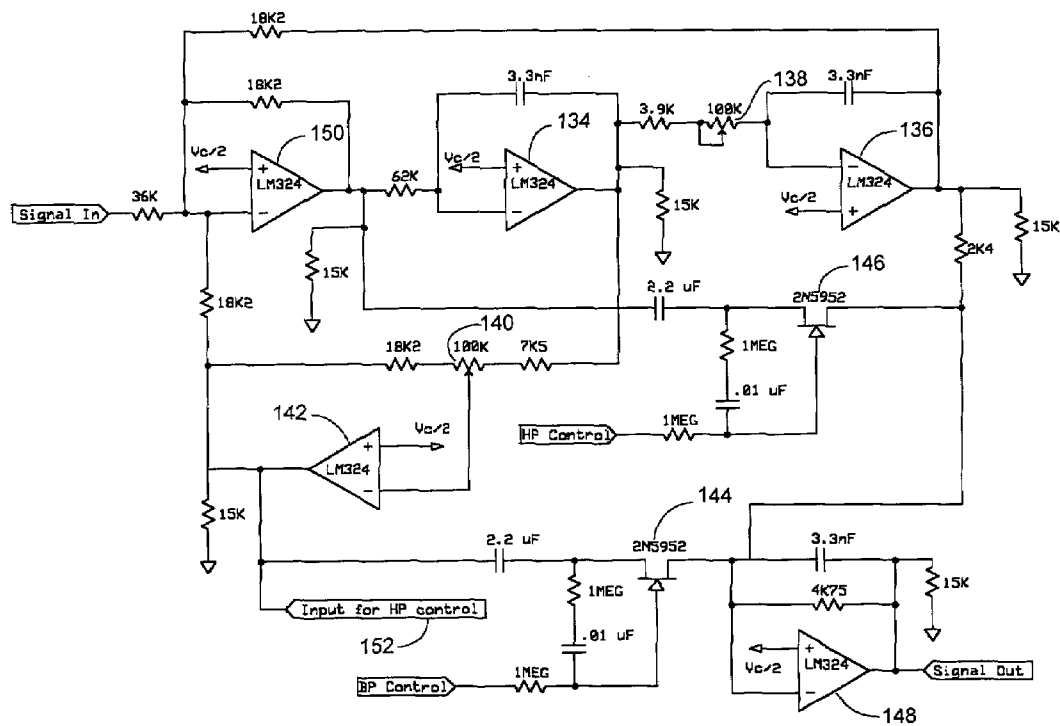 18K2
18K2
3.3nF
138
3.3nF
150
134
3.9K
100K
136
Vc/2
+
LM324
-
62K
Vc/2
+
LM324
-
-
LM324
+
Vc/2
36K
Signal In
15K
15K
15K
2K4
146
18K2
2.2 uF
2N5952
140
18K2
100K
7K5
1MEG
.01 uF
142
Vc/2
+
LM324
-
HP Control
1MEG
144
15K
2.2 uF
2N5952
3.3nF
15K
1MEG
4K75
Input for HP control
.01 uF
152
Vc/2
+
LM324
-
Signal Out
BP Control
1MEG
148